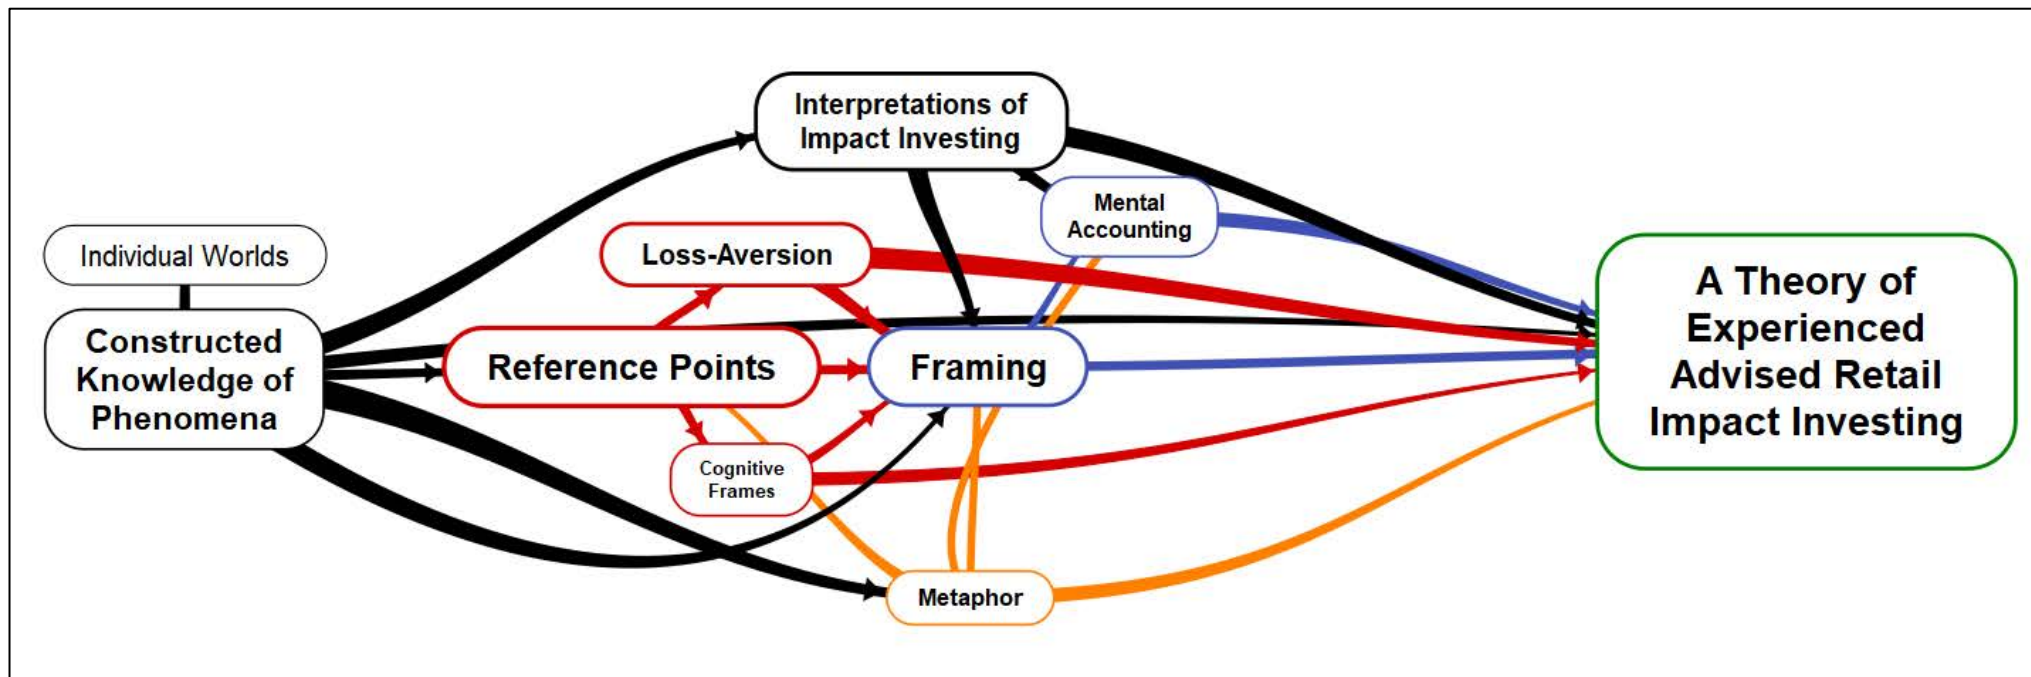 Interpretations of
Impact Investing
Mental
Accounting
Individual Worlds
Loss-Aversion
Constructed
Knowledge of
Phenomena
Reference Points
Framing
A Theory of
Experienced
Advised Retail
Impact Investing
Cognitive
Frames
Metaphor